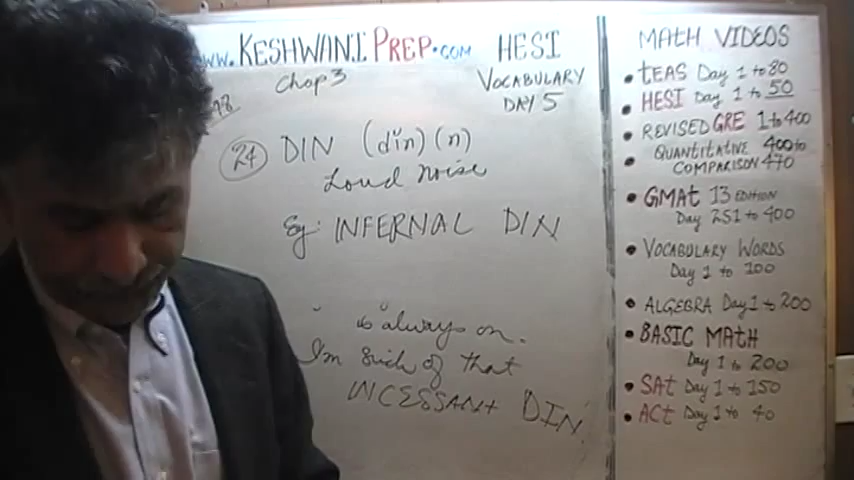 www.KESHWANIPREP.COM
Chap 3
HESI
VOCABULARY
DAY 5
98
24 DIN (dĭn) (n)
Loud noise
Eg: INFERNAL DIN
is always on.
I'm sick of that
INCESSANT DIN.
MATH VIDEOS
• tEAS Day 1 to 80
• HESI Day 1 to 50
• REVISED GRE 1 to 400
• QUANTITATIVE 400 to
COMPARISON 470
• GMAt 13 EDITION
Day 251 to 400
• VOCABULARY WORDS
Day 1 to 100
• ALGEBRA Day 1 to 200
• BASIC MAtH
Day 1 to 200
• SAt Day 1 to 150
• ACt Day 1 to 40